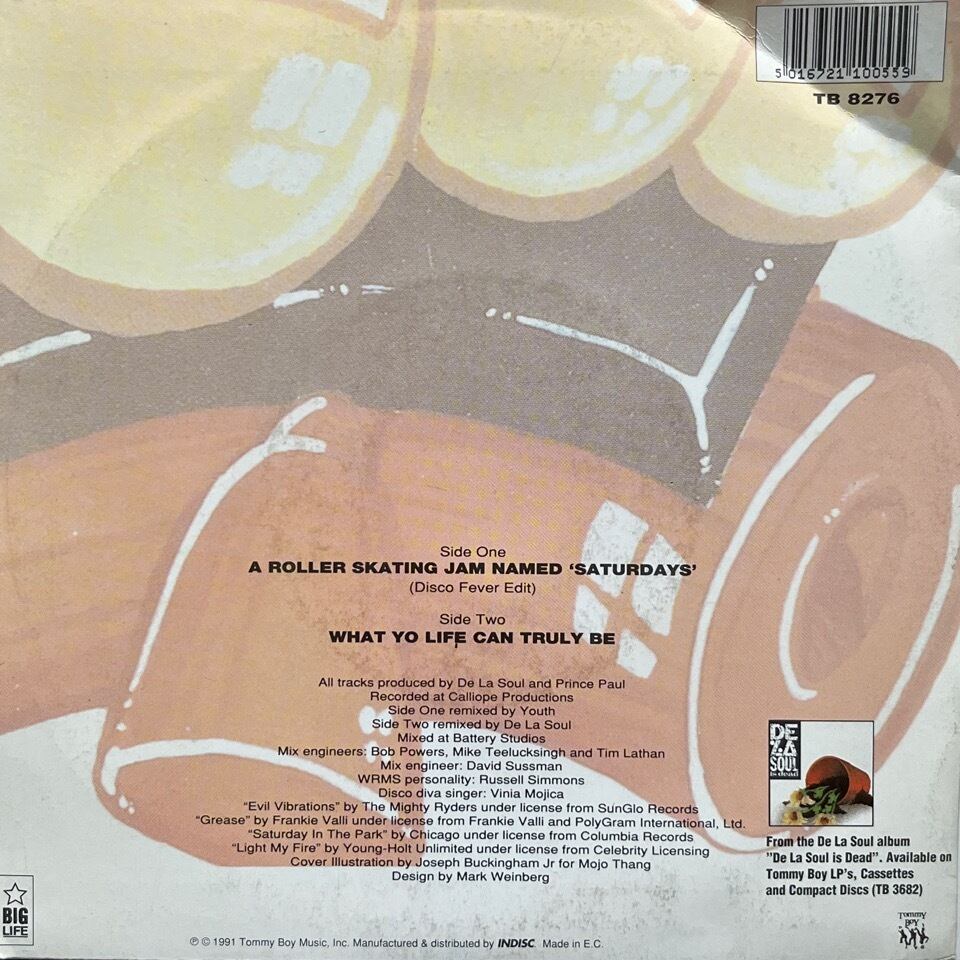 5 016721 100559
TB 8276
Side One
A ROLLER SKATING JAM NAMED ‘SATURDAYS’
(Disco Fever Edit)
Side Two
WHAT YO LIFE CAN TRULY BE
All tracks produced by De La Soul and Prince Paul
Recorded at Calliope Productions
Side One remixed by Youth
Side Two remixed by De La Soul
Mixed at Battery Studios
Mix engineers: Bob Powers, Mike Teelucksingh and Tim Lathan
Mix engineer: David Sussman
WRMS personality: Russell Simmons
Disco diva singer: Vinia Mojica
“Evil Vibrations” by The Mighty Ryders under license from SunGlo Records
“Grease” by Frankie Valli under license from Frankie Valli and PolyGram International, Ltd.
“Saturday In The Park” by Chicago under license from Columbia Records
“Light My Fire” by Young-Holt Unlimited under license from Celebrity Licensing
Cover Illustration by Joseph Buckingham Jr for Mojo Thang
Design by Mark Weinberg
DE
LA
SOUL
is dead
From the De La Soul album
"De La Soul is Dead". Available on
Tommy Boy LP's, Cassettes
and Compact Discs (TB 3682)
BIG
LIFE
℗ © 1991 Tommy Boy Music, Inc. Manufactured & distributed by INDISC Made in E.C.
Tommy
BOY